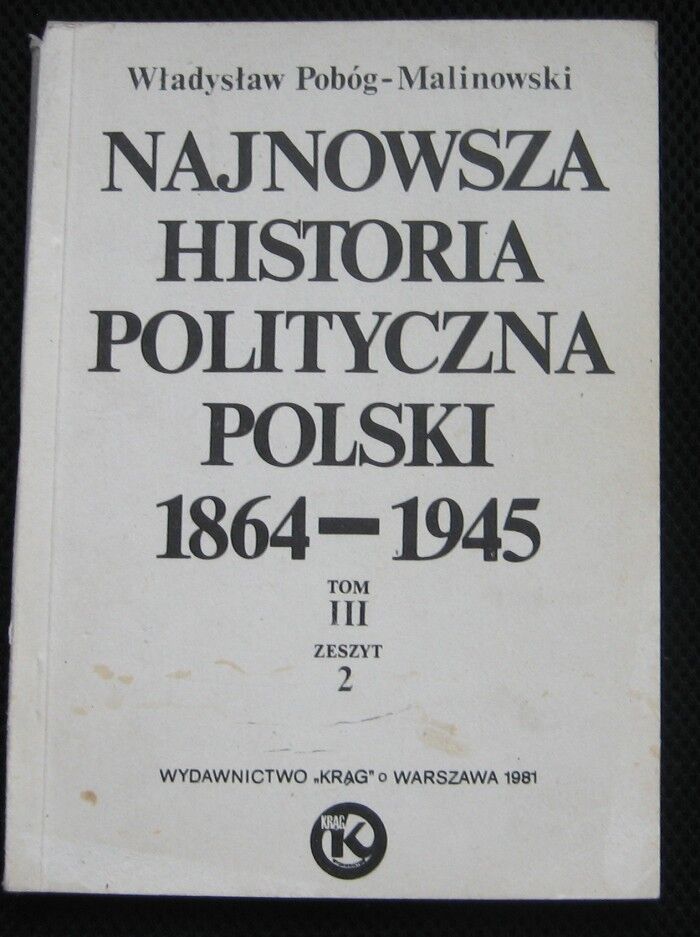 Władysław Pobóg-Malinowski
NAJNOWSZA
HISTORIA
POLITYCZNA
POLSKI
1864-1945
TOM
III
ZESZYT
2
WYDAWNICTWO „KRĄG" o WARSZAWA 1981
KRĄG
K